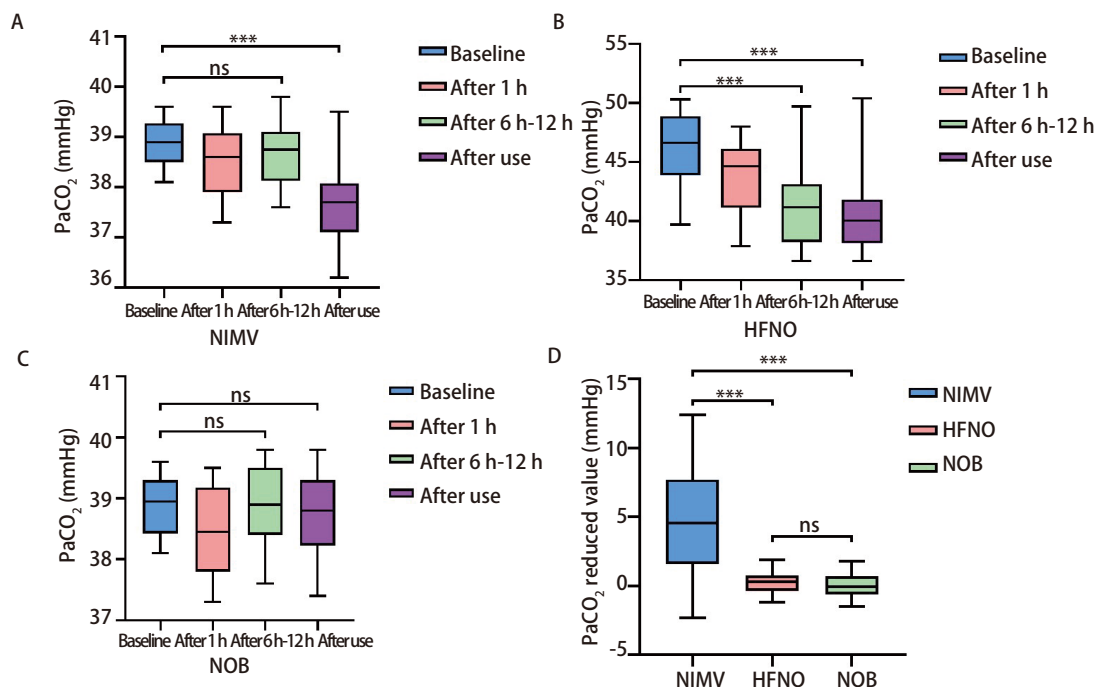 A
PaCO2 (mmHg)
41
40
39
38
37
36
***
ns
Baseline
After 1 h
After 6 h-12 h
After use
Baseline After 1 h After 6 h-12 h After use
NIMV
B
PaCO2 (mmHg)
55
50
45
40
35
***
***
Baseline
After 1 h
After 6 h-12 h
After use
Baseline After 1 h After 6 h-12 h After use
HFNO
C
PaCO2 (mmHg)
41
40
39
38
37
ns
ns
Baseline
After 1 h
After 6 h-12 h
After use
Baseline After 1 h After 6 h-12 h After use
NOB
D
PaCO2 reduced value (mmHg)
15
10
5
0
-5
***
***
ns
NIMV
HFNO
NOB
NIMV HFNO NOB